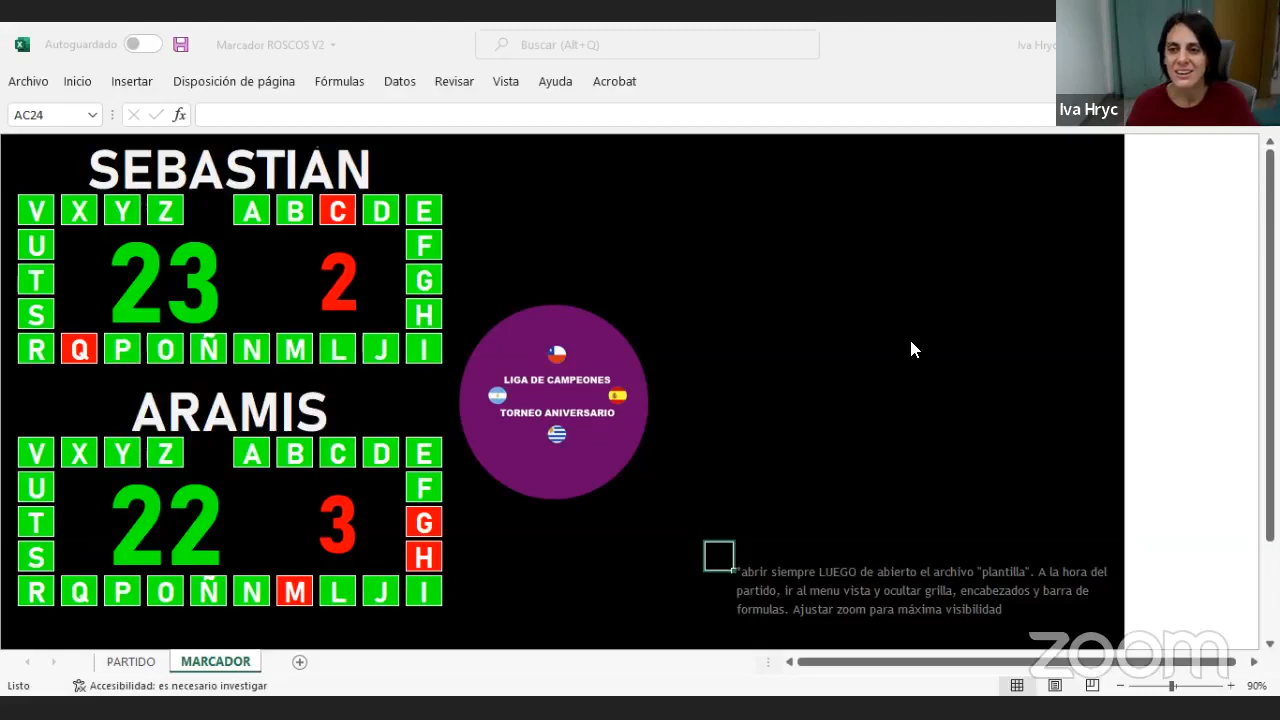 Autoguardado
Marcador ROSCOS V2
Buscar (Alt+Q)
Iva Hryc
Archivo Inicio Insertar Disposición de página Fórmulas Datos Revisar Vista Ayuda Acrobat
AC24
fx
Iva Hryc
SEBASTIÁN
V X Y Z A B C D E
U F
T G
S H
23 2
R Q P O Ñ N M L J I
LIGA DE CAMPEONES
TORNEO ANIVERSARIO
ARAMIS
V X Y Z A B C D E
U F
T G
S H
22 3
R Q P O Ñ N M L J I
"abrir siempre LUEGO de abierto el archivo "plantilla". A la hora del
partido, ir al menu vista y ocultar grilla, encabezados y barra de
formulas. Ajustar zoom para máxima visibilidad
zoom
PARTIDO MARCADOR
Listo Accesibilidad: es necesario investigar 90%